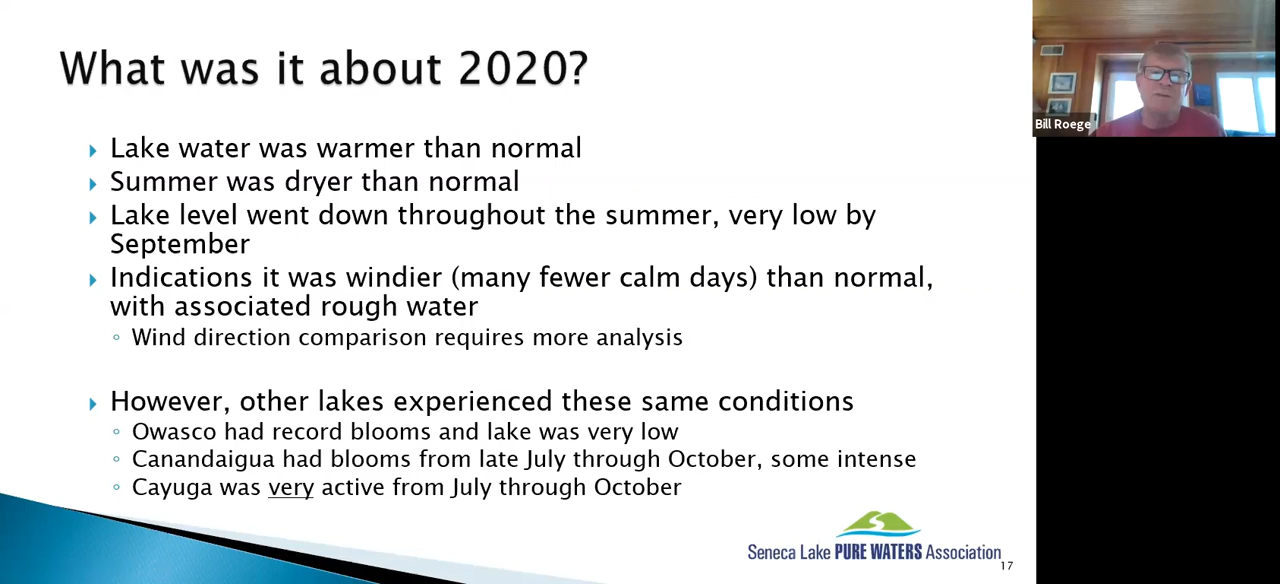 What was it about 2020?
Lake water was warmer than normal
Summer was dryer than normal
Lake level went down throughout the summer, very low by
September
Indications it was windier (many fewer calm days) than normal,
with associated rough water
Wind direction comparison requires more analysis
However, other lakes experienced these same conditions
Owasco had record blooms and lake was very low
Canandaigua had blooms from late July through October, some intense
Cayuga was very active from July through October
Seneca Lake PURE WATERS Association
17
Bill Roege